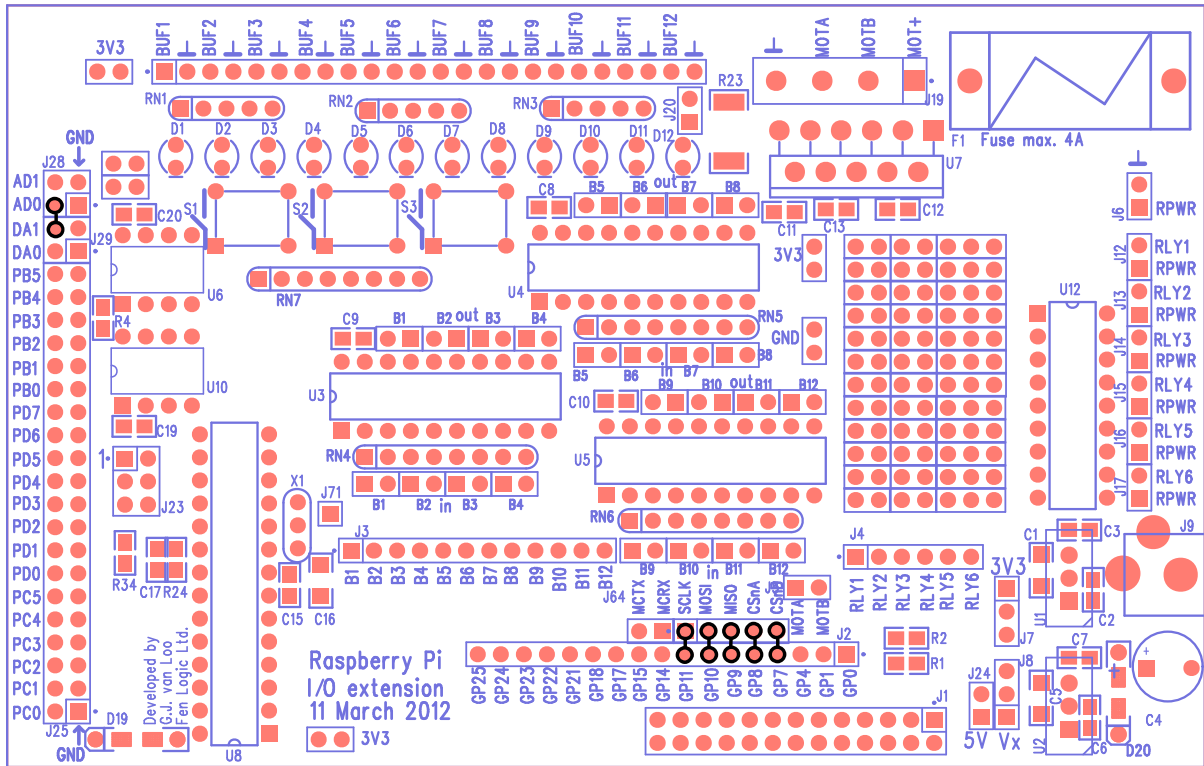 3V3 BUF1 BUF2 BUF3 BUF4 BUF5 BUF6 BUF7 BUF8 BUF9 BUF10 BUF11 BUF12 MOTA MOTB MOT+
RN1 RN2 RN3 J20 R23 J19
D1 D2 D3 D4 D5 D6 D7 D8 D9 D10 D11 D12 F1 Fuse max. 4A
GND
J28 U7
AD1
AD0
DA1
DA0
PB5
PB4
PB3
PB2
PB1
PB0
PD7
PD6
PD5
PD4
PD3
PD2
PD1
PD0
PC5
PC4
PC3
PC2
PC1
PC0
J29
J25
GND
C20 S1 S2 S3 C8 B5 B6 out B7 B8 C11 C13 C12 J6 RPWR
U6 RN7 U4 3V3
R4 C9 B1 B2 out B3 B4 RN5 GND
B5 B6 in B7 B8
U10 U3 C10 B9 B10 out B11 B12
C19 RN4 U5
1 J23 B1 B2 in B3 B4 RN6
U12
J12 RLY1
RPWR
J13 RLY2
RPWR
J14 RLY3
RPWR
J15 RLY4
RPWR
J16 RLY5
RPWR
J17 RLY6
RPWR
X1 J71
R34 C17 R24 C15 C16
J3 B1 B2 B3 B4 B5 B6 B7 B8 B9 B10 B11 B12
B9 B10 in B11 B12
J4 RLY1 RLY2 RLY3 RLY4 RLY5 RLY6
J64 MCTX MCRX SCLK MOSI MISO CSnA CSnB MOTA MOTB
J2 GP25 GP24 GP23 GP22 GP21 GP18 GP17 GP15 GP14 GP11 GP10 GP9 GP8 GP7 GP4 GP1 GP0
R2
R1
J1
C1 C3 J9
3V3 U1 C2
J7 C7
J24 J8 C5
5V Vx U2 C6 D20 C4
+
+
Developed by
G.J. van Loo
Fen Logic Ltd.
Raspberry Pi
I/O extension
11 March 2012
D19 U8 3V3